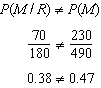 P(M / R) ≠ P(M)
70/180 ≠ 230/490
0.38 ≠ 0.47